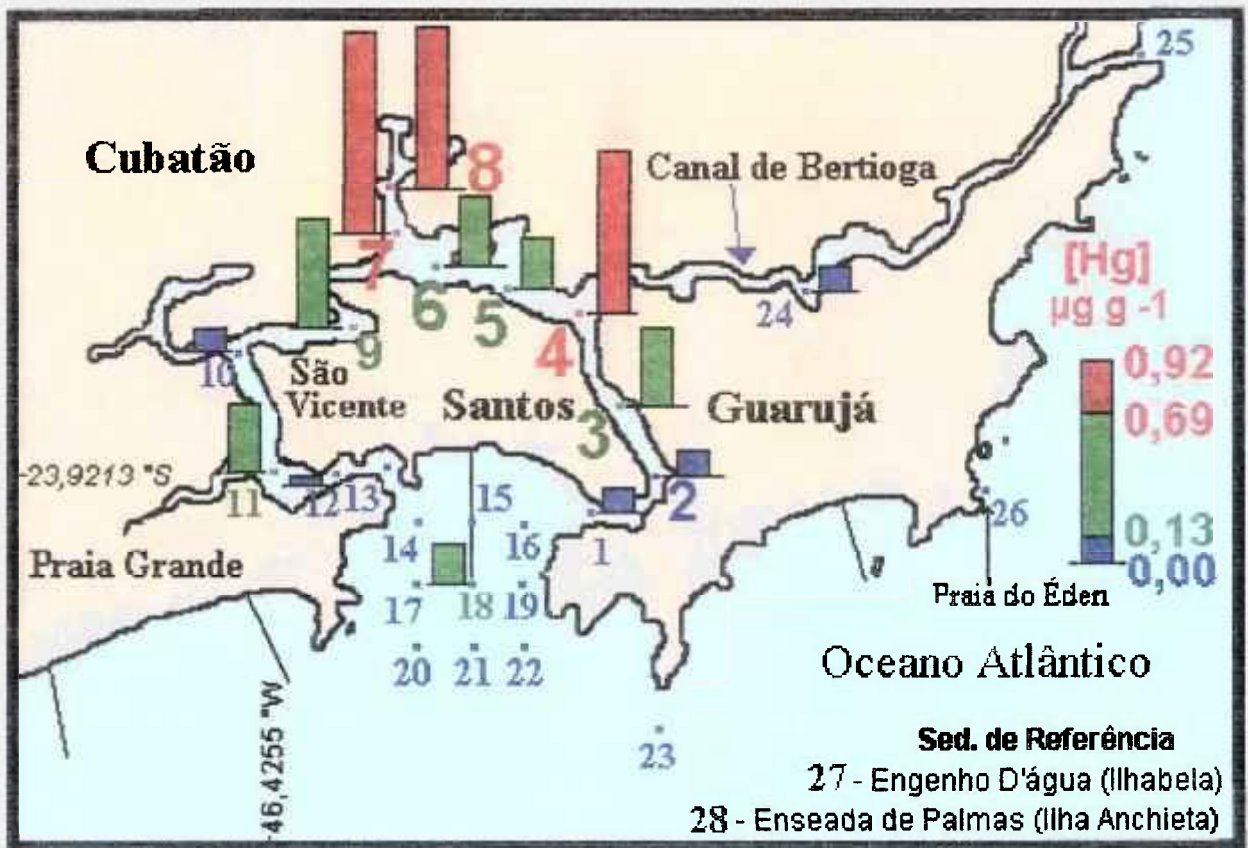 25
Cubatão
8
Canal de Bertioga
7
6
5
4
24
[Hg]
µg g -1
0,92
0,69
0,13
0,00
9
10
São
Vicente
Santos
3
Guarujá
-23,9213 °S
11
12
13
2
15
14
16
1
26
Praia Grande
17
18
19
Praia do Éden
20
21
22
Oceano Atlântico
-46,4255 °W
23
Sed. de Referência
27 - Engenho D'água (Ilhabela)
28 - Enseada de Palmas (Ilha Anchieta)